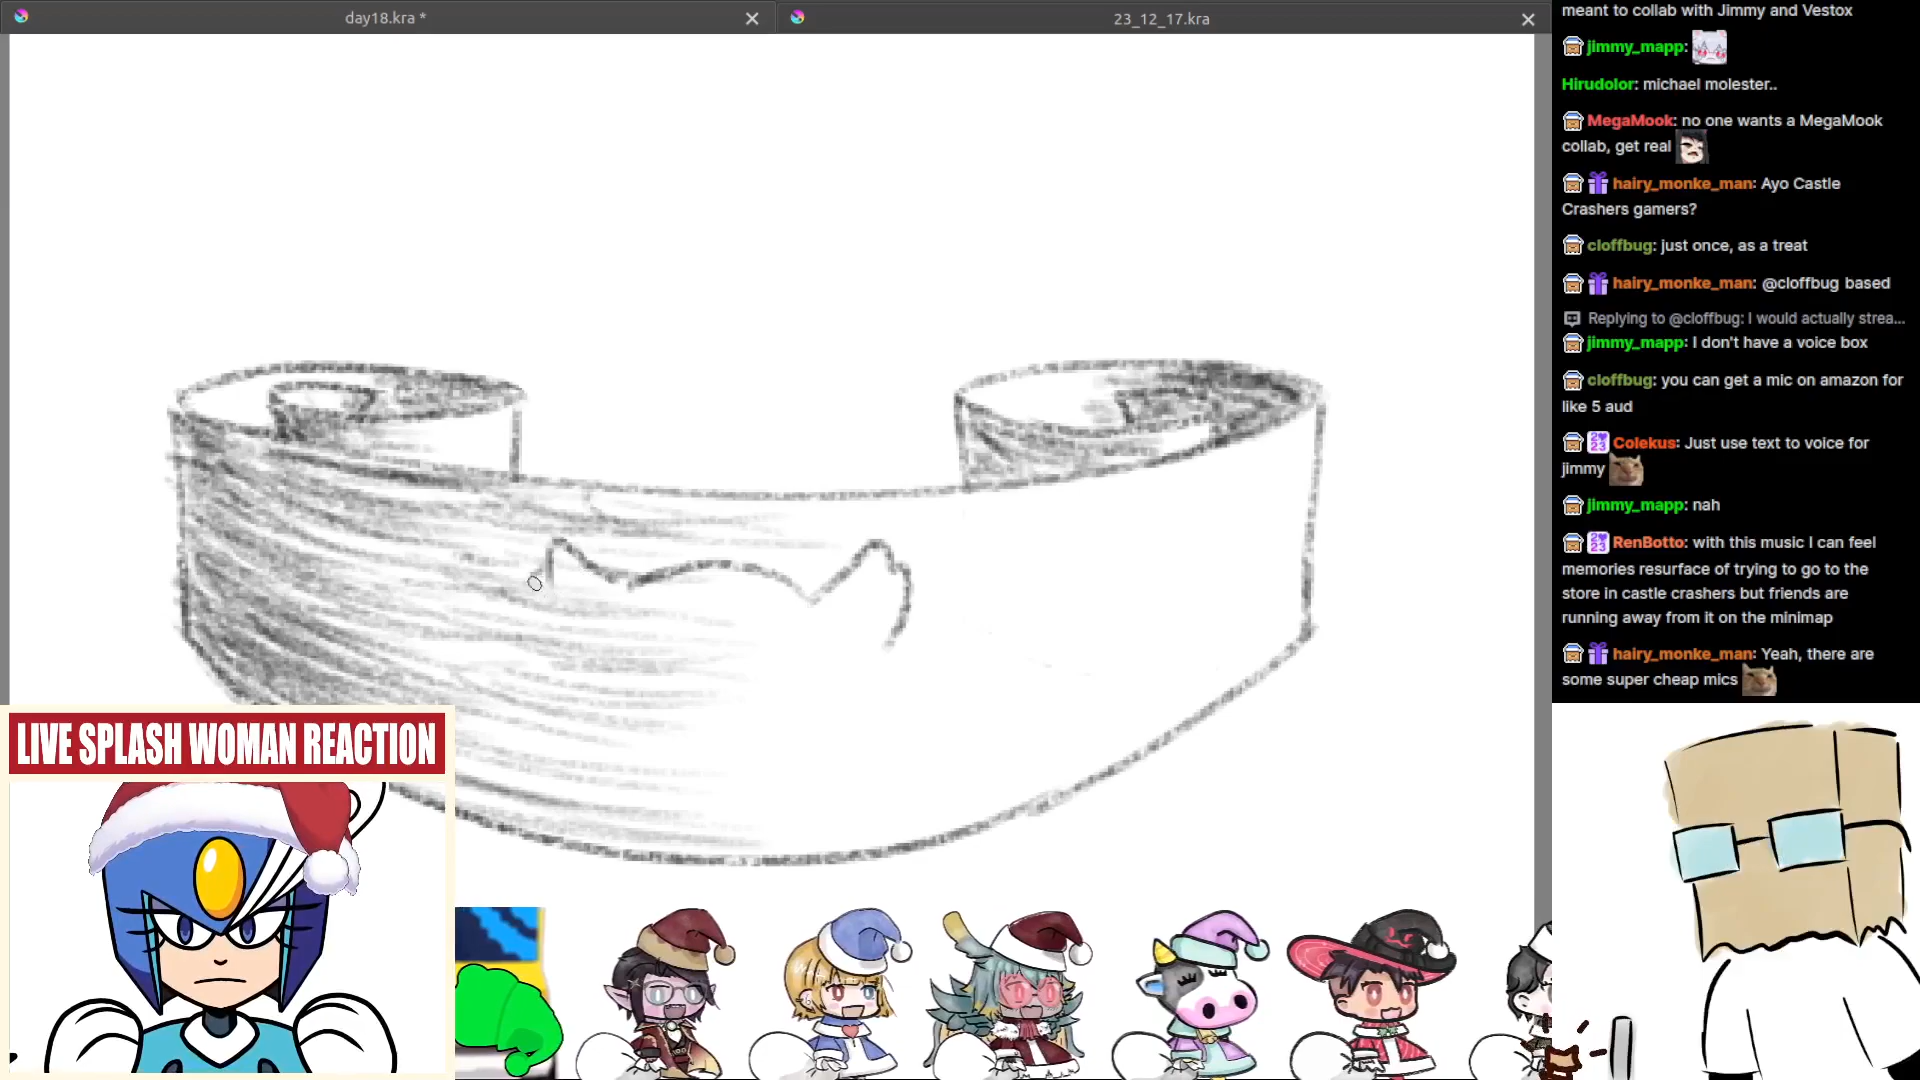 day18.kra *
23_12_17.kra
meant to collab with Jimmy and Vestox
jimmy_mapp:
Hirudolor: michael molester..
MegaMook: no one wants a MegaMook
collab, get real
hairy_monke_man: Ayo Castle
Crashers gamers?
cloffbug: just once, as a treat
hairy_monke_man: @cloffbug based
Replying to @cloffbug: I would actually strea...
jimmy_mapp: I don't have a voice box
cloffbug: you can get a mic on amazon for
like 5 aud
Colekus: Just use text to voice for
jimmy
jimmy_mapp: nah
RenBotto: with this music I can feel
memories resurface of trying to go to the
store in castle crashers but friends are
running away from it on the minimap
hairy_monke_man: Yeah, there are
some super cheap mics
LIVE SPLASH WOMAN REACTION